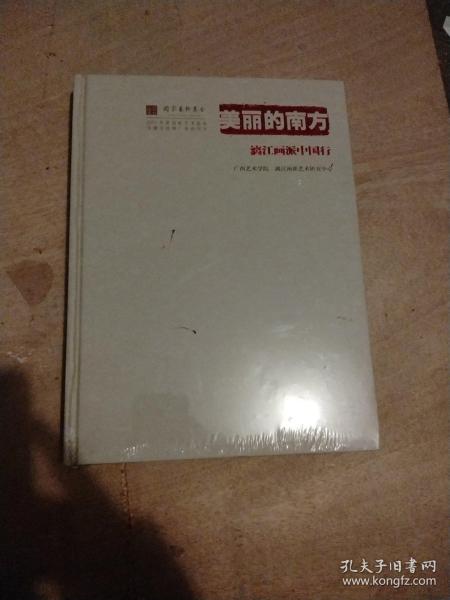 国家艺术基金
美丽的南方
漓江画派中国行
广西艺术学院 漓江画派艺术研究中心
孔夫子旧书网
www.kongfz.com